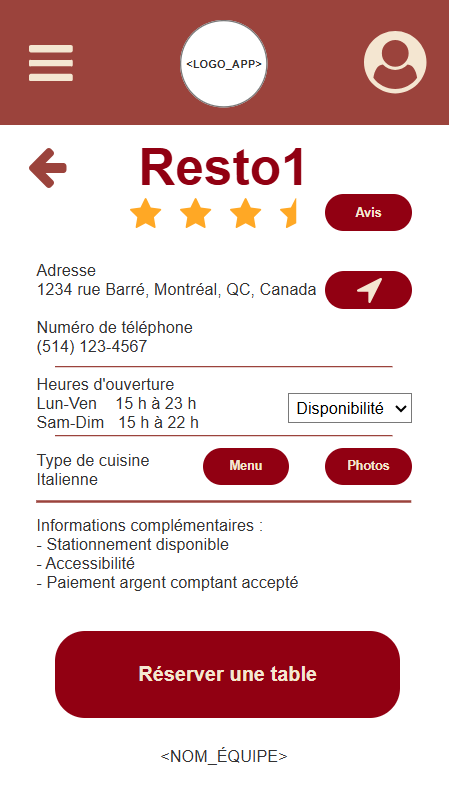 <LOGO_APP>
Resto1
Avis
Adresse
1234 rue Barré, Montréal, QC, Canada
Numéro de téléphone
(514) 123-4567
Heures d'ouverture
Lun-Ven 15 h à 23 h
Sam-Dim 15 h à 22 h
Disponibilité
Type de cuisine
Italienne
Menu
Photos
Informations complémentaires :
- Stationnement disponible
- Accessibilité
- Paiement argent comptant accepté
Réserver une table
<NOM_ÉQUIPE>